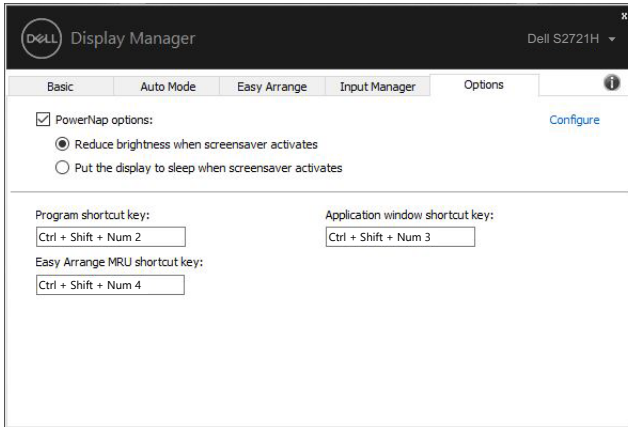 x
DELL Display Manager
Dell S2721H
Basic Auto Mode Easy Arrange Input Manager Options i
PowerNap options: Configure
Reduce brightness when screensaver activates
Put the display to sleep when screensaver activates
Program shortcut key: Application window shortcut key:
Ctrl + Shift + Num 2 Ctrl + Shift + Num 3
Easy Arrange MRU shortcut key:
Ctrl + Shift + Num 4